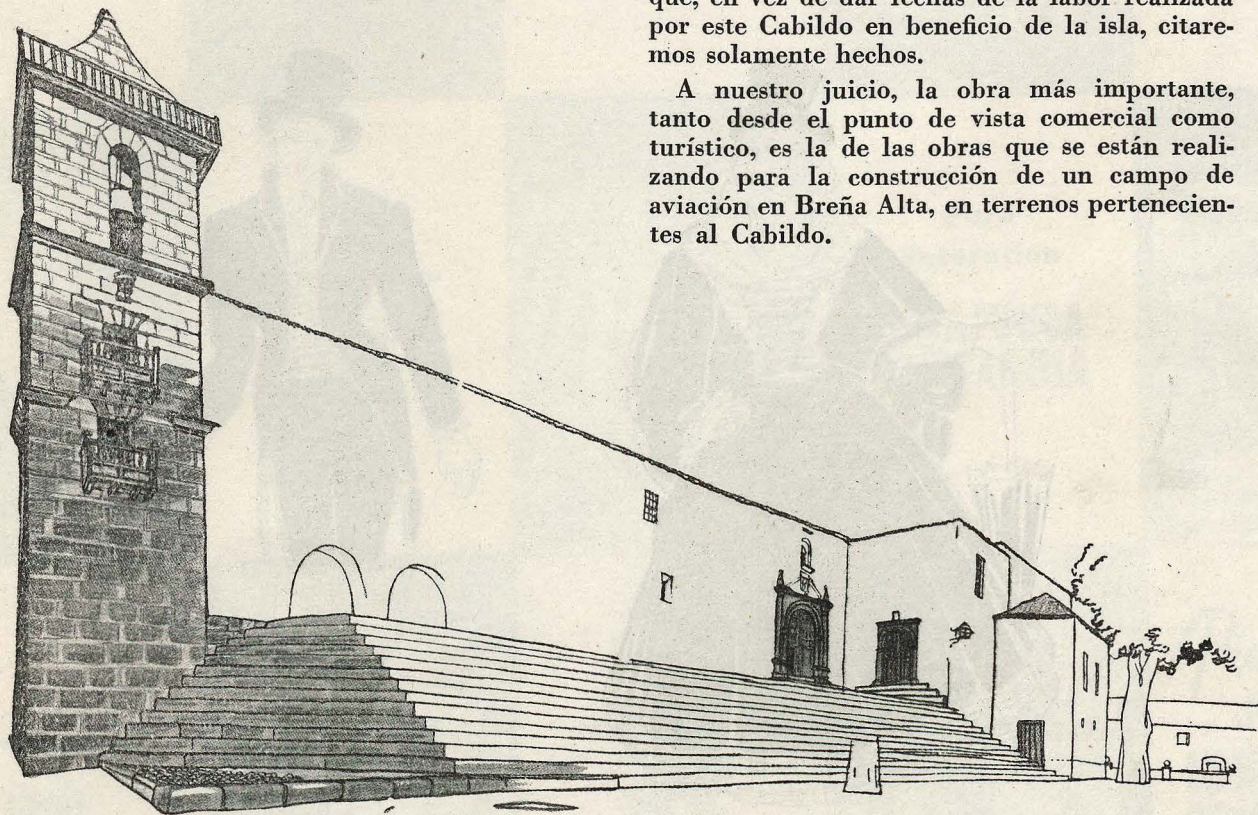 que, en vez de dar fechas de la labor realizada
por este Cabildo en beneficio de la isla, citare-
mos solamente hechos.
A nuestro juicio, la obra más importante,
tanto desde el punto de vista comercial como
turístico, es la de las obras que se están reali-
zando para la construcción de un campo de
aviación en Breña Alta, en terrenos pertenecien-
tes al Cabildo.